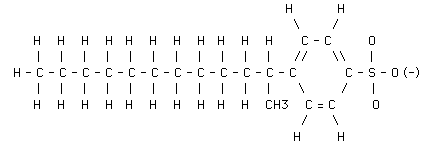 H H
H H H H H H H H H H H C - C O
H - C - C - C - C - C - C - C - C - C - C - C - C C - S - O (-)
H H H H H H H H H H CH3 C = C O
H H